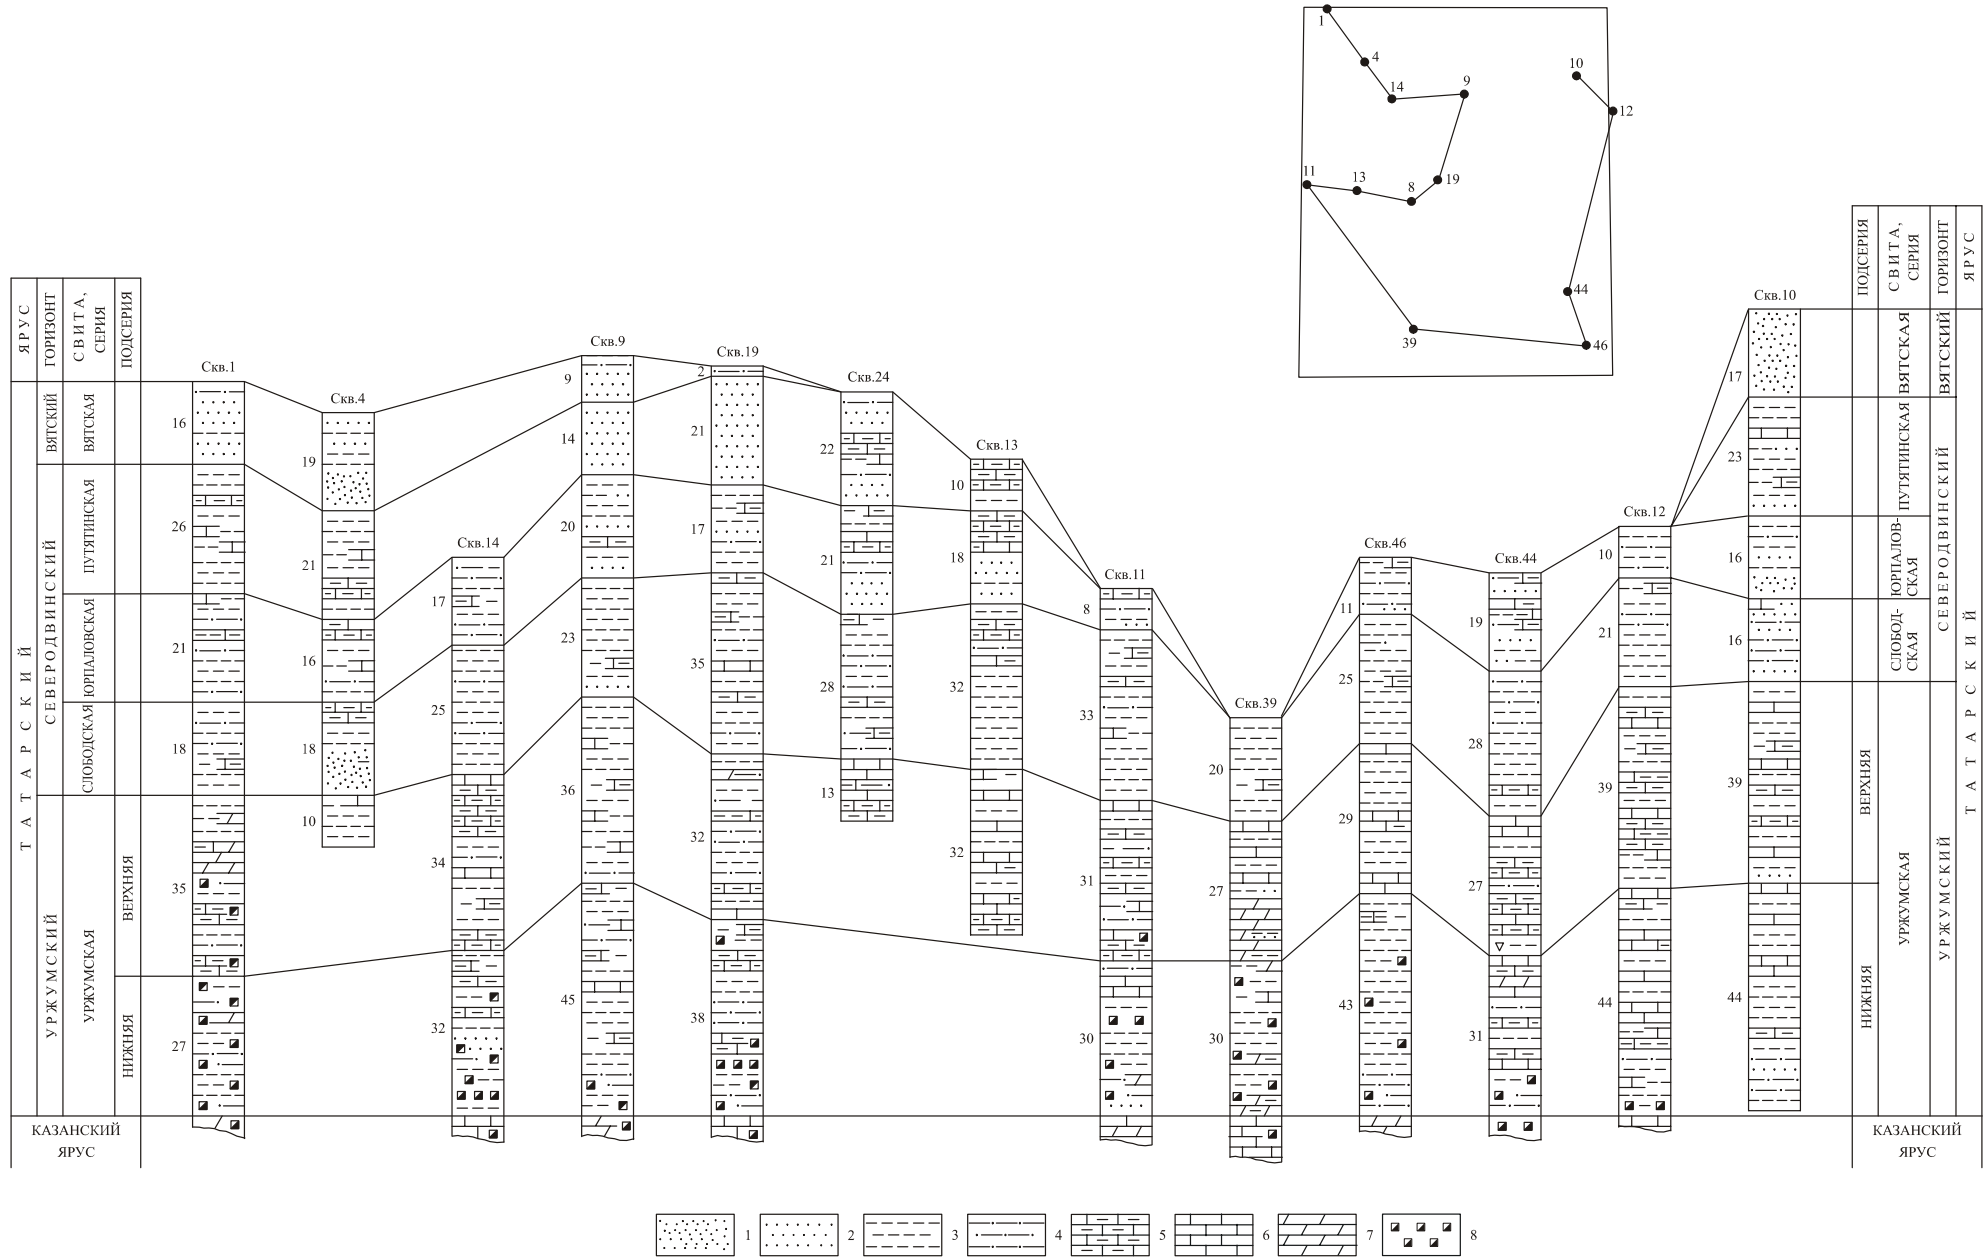 1
4
14
9
10
12
11
13
8
19
44
39
46
ЯРУС
ГОРИЗОНТ
СВИТА,
СЕРИЯ
ПОДСЕРИЯ
ТАТАРСКИЙ
ВЯТСКИЙ
СЕВЕРОДВИНСКИЙ
УРЖУМСКИЙ
ВЯТСКАЯ
ПУТЯТИНСКАЯ
ЮРПАЛОВСКАЯ
СЛОБОДСКАЯ
УРЖУМСКАЯ
ВЕРХНЯЯ
НИЖНЯЯ
КАЗАНСКИЙ
ЯРУС
Скв.1
16
26
21
18
35
27
Скв.4
19
21
16
18
10
Скв.14
17
25
34
32
Скв.9
9
14
20
23
36
45
Скв.19
2
21
17
35
32
38
Скв.24
22
21
28
13
Скв.13
10
18
32
32
Скв.11
8
33
31
30
Скв.39
20
27
30
Скв.46
11
25
29
43
Скв.44
19
28
27
31
Скв.12
10
21
39
44
Скв.10
17
23
16
16
39
44
ПОДСЕРИЯ
СВИТА,
СЕРИЯ
ГОРИЗОНТ
ЯРУС
ВЯТСКАЯ
ВЯТСКИЙ
ПУТЯТИНСКАЯ
ЮРПАЛОВ-
СКАЯ
СЛОБОД-
СКАЯ
СЕВЕРОДВИНСКИЙ
ВЕРХНЯЯ
НИЖНЯЯ
УРЖУМСКАЯ
УРЖУМСКИЙ
ТАТАРСКИЙ
КАЗАНСКИЙ
ЯРУС
1
2
3
4
5
6
7
8